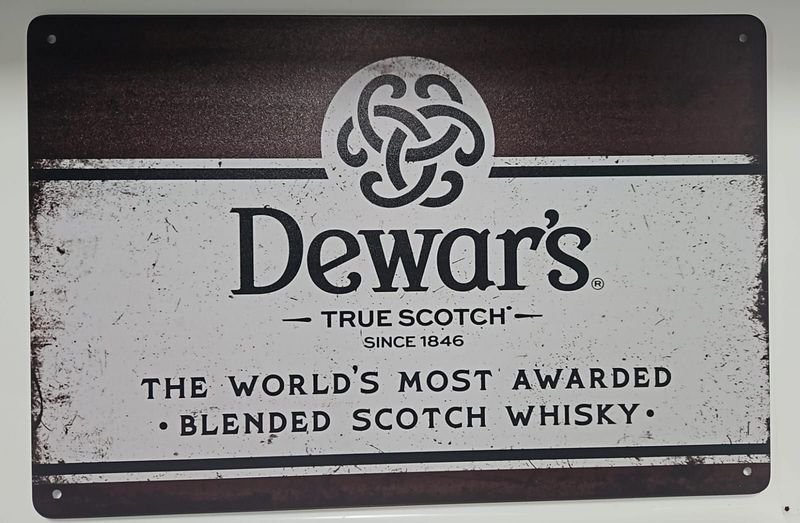 Dewar's®
TRUE SCOTCH
SINCE 1846
THE WORLD'S MOST AWARDED
• BLENDED SCOTCH WHISKY •